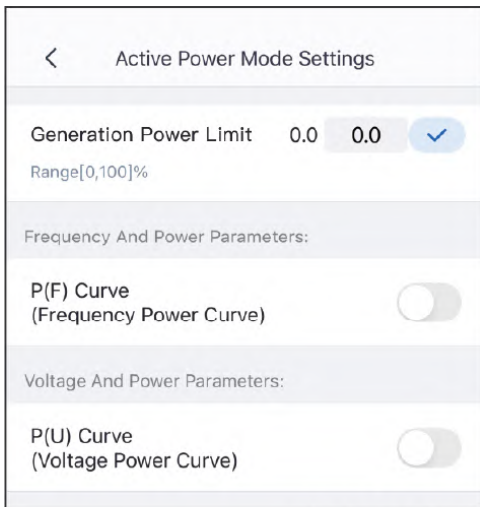 Active Power Mode Settings
Generation Power Limit 0.0 0.0
Range[0,100]%
Frequency And Power Parameters:
P(F) Curve
(Frequency Power Curve)
Voltage And Power Parameters:
P(U) Curve
(Voltage Power Curve)